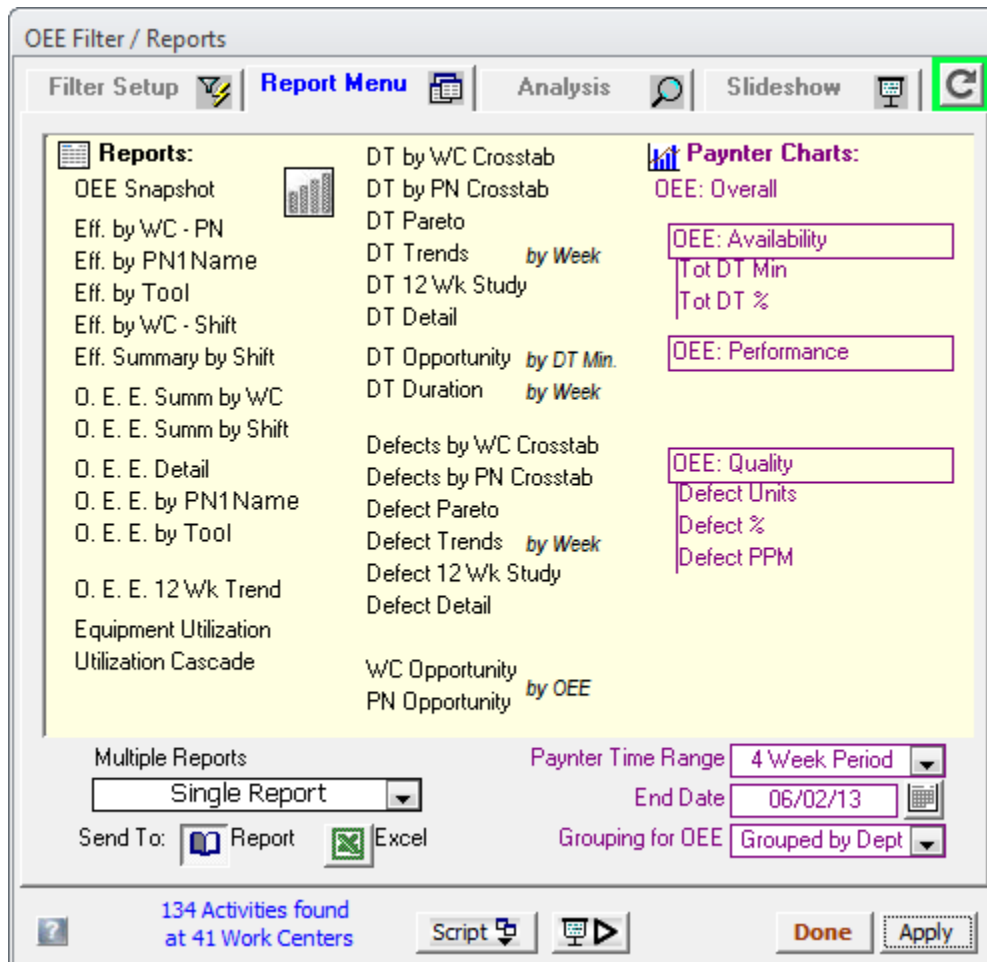 OEE Filter / Reports
Filter Setup
Report Menu
Analysis
Slideshow
Reports:
OEE Snapshot
Eff. by WC - PN
Eff. by PN1Name
Eff. by Tool
Eff. by WC - Shift
Eff. Summary by Shift
O. E. E. Summ by WC
O. E. E. Summ by Shift
O. E. E. Detail
O. E. E. by PN1Name
O. E. E. by Tool
O. E. E. 12 Wk Trend
Equipment Utilization
Utilization Cascade
DT by WC Crosstab
DT by PN Crosstab
DT Pareto
DT Trends by Week
DT 12 Wk Study
DT Detail
DT Opportunity by DT Min.
DT Duration by Week
Defects by WC Crosstab
Defects by PN Crosstab
Defect Pareto
Defect Trends by Week
Defect 12 Wk Study
Defect Detail
WC Opportunity
PN Opportunity
by OEE
Paynter Charts:
OEE: Overall
OEE: Availability
Tot DT Min
Tot DT %
OEE: Performance
OEE: Quality
Defect Units
Defect %
Defect PPM
Multiple Reports
Single Report
Send To: Report Excel
Paynter Time Range 4 Week Period
End Date 06/02/13
Grouping for OEE Grouped by Dept
?
134 Activities found
at 41 Work Centers
Script
Done
Apply